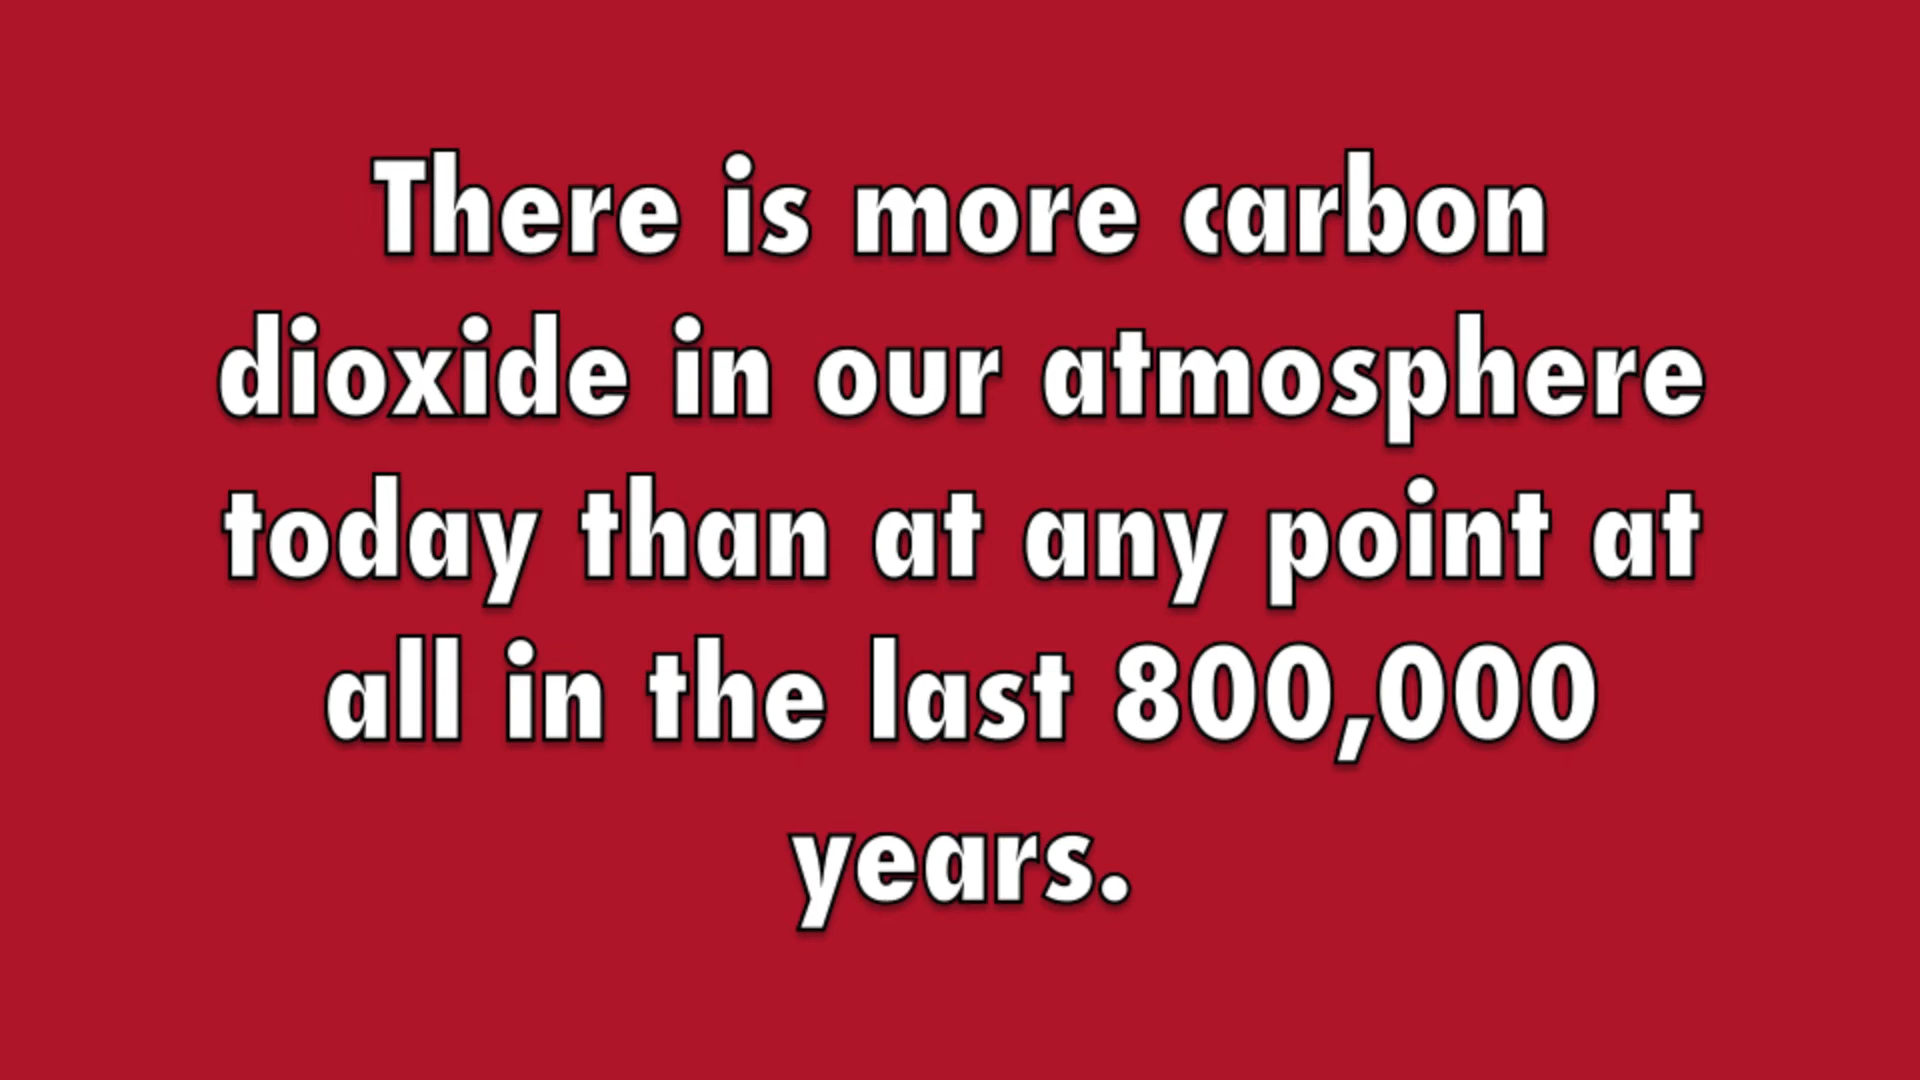 There is more carbon
dioxide in our atmosphere
today than at any point at
all in the last 800,000
years.